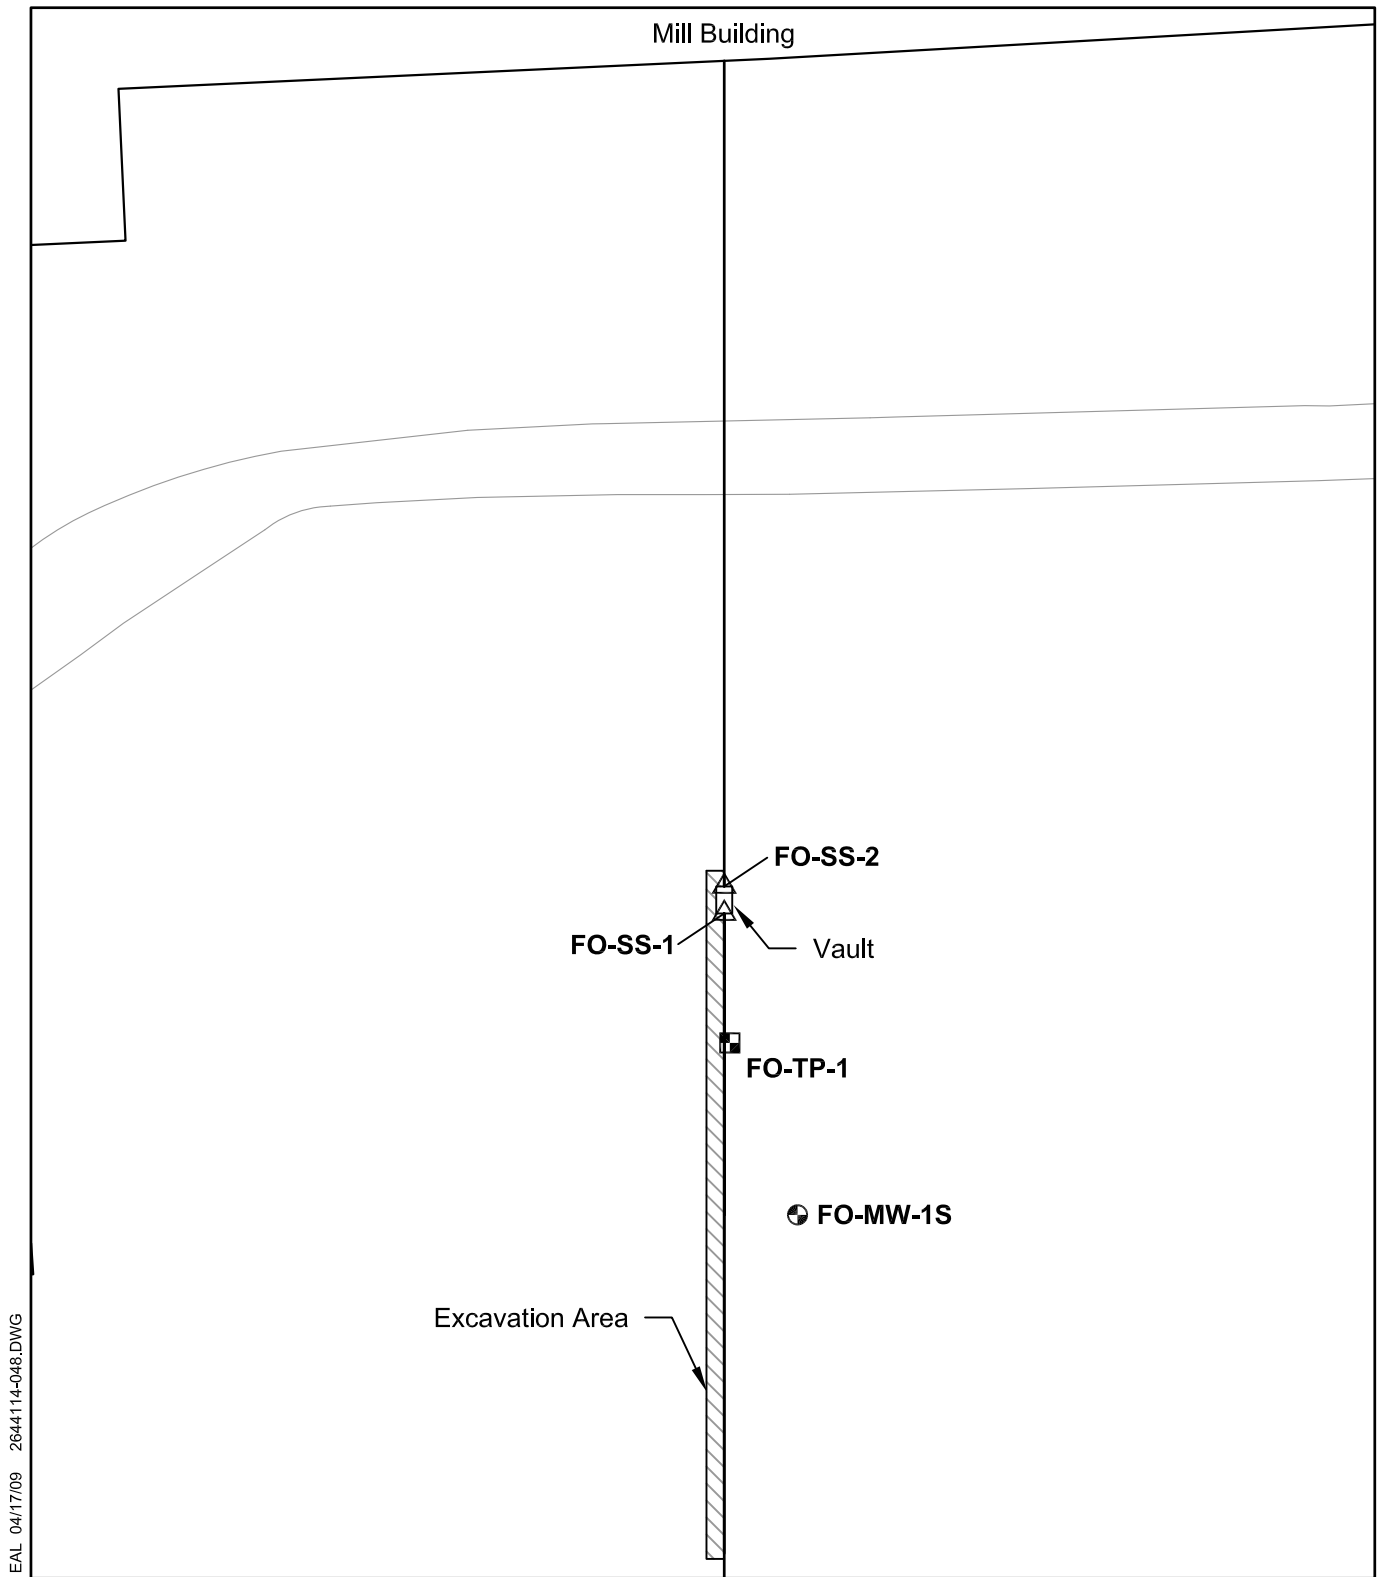 Mill Building
FO-SS-2
FO-SS-1
Vault
FO-TP-1
FO-MW-1S
Excavation Area
EAL 04/17/09 2644114-048.DWG